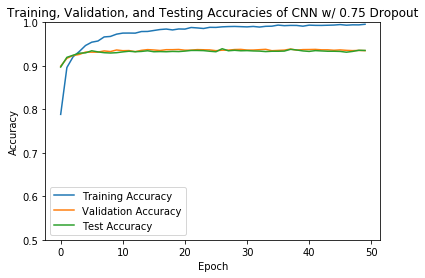 Training, Validation, and Testing Accuracies of CNN w/ 0.75 Dropout
1.0
0.9
0.8
0.7
0.6
0.5
Accuracy
Training Accuracy
Validation Accuracy
Test Accuracy
0 10 20 30 40 50
Epoch